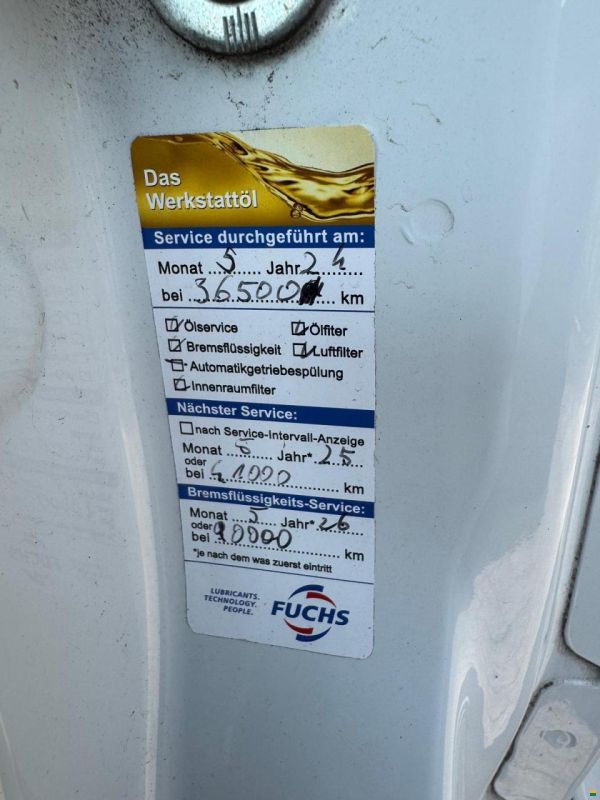 Das
Werkstattöl
Service durchgeführt am:
Monat 5 Jahr 24
bei 36500 km
Ölservice Ölfiter
Bremsflüssigkeit Luftfilter
Automatikgetriebespülung
Innenraumfilter
Nächster Service:
nach Service-Intervall-Anzeige
Monat Jahr* 25
oder
bei 41000 km
Bremsflüssigkeits-Service:
Monat 5 Jahr* 26
oder
bei km
*je nach dem was zuerst eintritt
LUBRICANTS.
TECHNOLOGY.
PEOPLE.
FUCHS